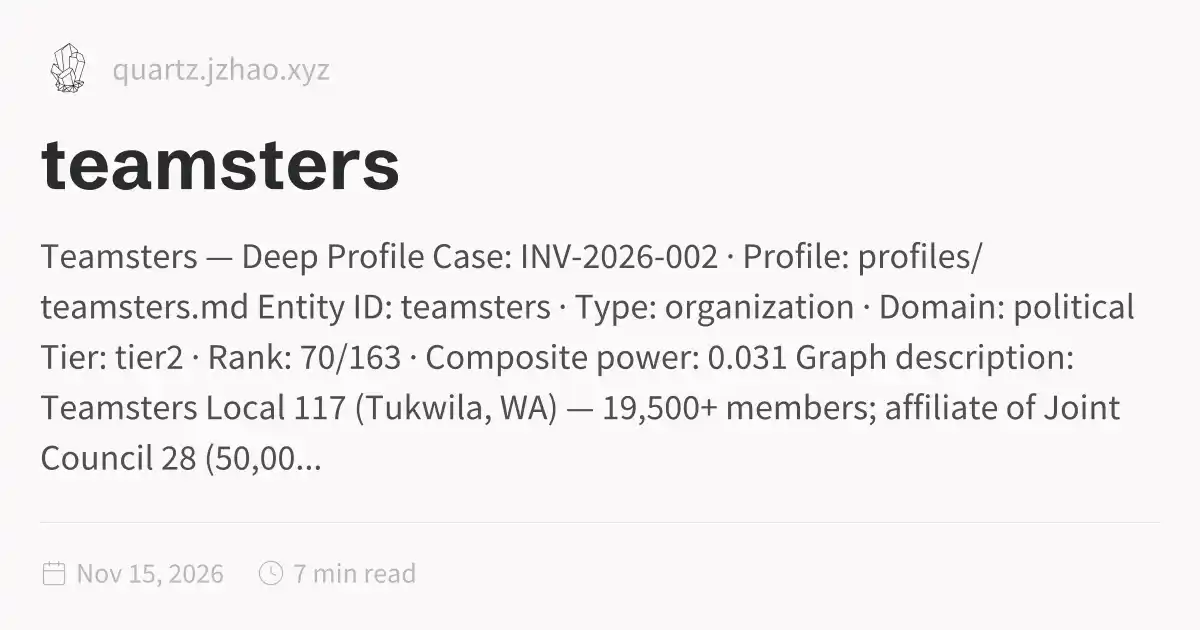 quartz.jzhao.xyz
teamsters
Teamsters — Deep Profile Case: INV-2026-002 · Profile: profiles/
teamsters.md Entity ID: teamsters · Type: organization · Domain: political
Tier: tier2 · Rank: 70/163 · Composite power: 0.031 Graph description:
Teamsters Local 117 (Tukwila, WA) — 19,500+ members; affiliate of Joint
Council 28 (50,00...
Nov 15, 2026 7 min read